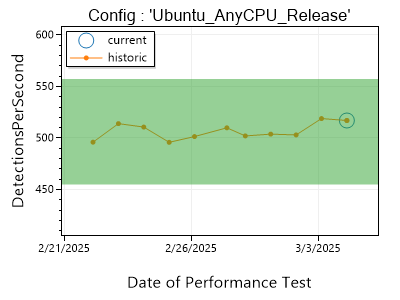 Config : 'Ubuntu_AnyCPU_Release'
current
historic
DetectionsPerSecond
600
550
500
450
2/21/2025
2/26/2025
3/3/2025
Date of Performance Test